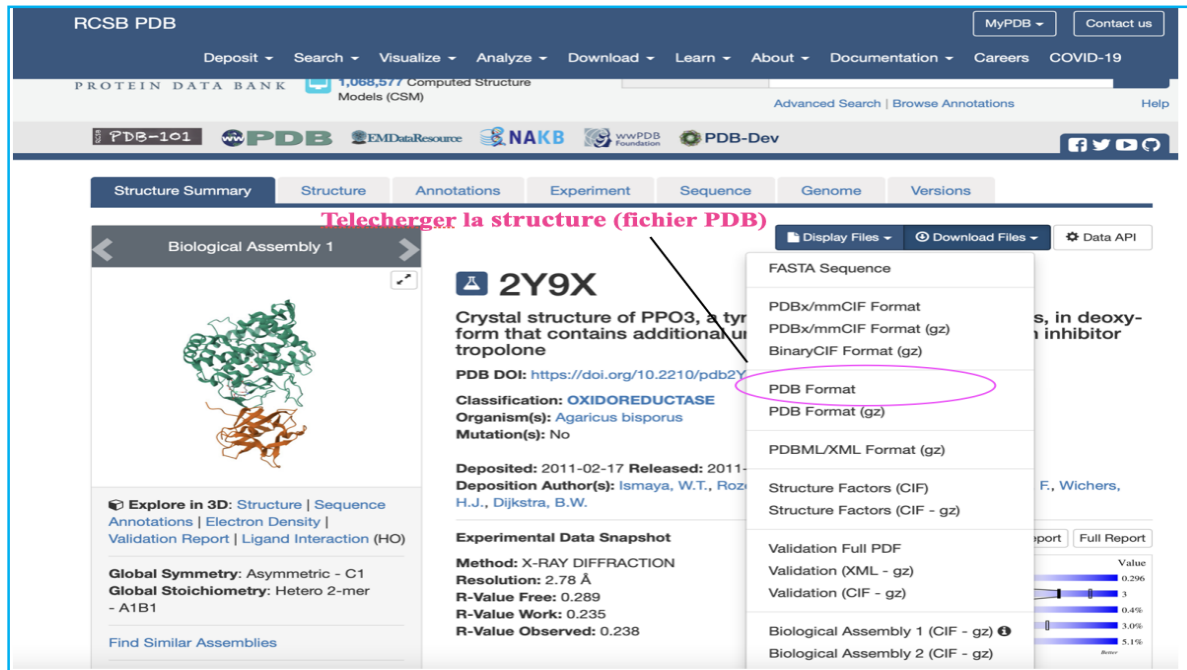 RCSB PDB
MyPDB
Contact us
Deposit Search Visualize Analyze Download Learn About Documentation Careers COVID-19
PROTEIN DATA BANK
1,068,577 Computed Structure
Models (CSM)
Advanced Search | Browse Annotations
Help
PDB-101
PDB
EMDataResource
NAKB
wwPDB
Foundation
PDB-Dev
Structure Summary Structure Annotations Experiment Sequence Genome Versions
Telecherger la structure (fichier PDB)
Display Files Download Files Data API
Biological Assembly 1
Explore in 3D: Structure | Sequence
Annotations | Electron Density |
Validation Report | Ligand Interaction (HO)
Global Symmetry: Asymmetric - C1
Global Stoichiometry: Hetero 2-mer
- A1B1
Find Similar Assemblies
2Y9X
Crystal structure of PPO3, a tyr s, in deoxy-
form that contains additional un inhibitor
tropolone
PDB DOI: https://doi.org/10.2210/pdb2Y
Classification: OXIDOREDUCTASE
Organism(s): Agaricus bisporus
Mutation(s): No
Deposited: 2011-02-17 Released: 2011-
Deposition Author(s): Ismaya, W.T., Roze F., Wichers,
H.J., Dijkstra, B.W.
Experimental Data Snapshot
Method: X-RAY DIFFRACTION
Resolution: 2.78 Å
R-Value Free: 0.289
R-Value Work: 0.235
R-Value Observed: 0.238
FASTA Sequence
PDBx/mmCIF Format
PDBx/mmCIF Format (gz)
BinaryCIF Format (gz)
PDB Format
PDB Format (gz)
PDBML/XML Format (gz)
Structure Factors (CIF)
Structure Factors (CIF - gz)
Validation Full PDF
Validation (XML - gz)
Validation (CIF - gz)
Biological Assembly 1 (CIF - gz)
Biological Assembly 2 (CIF - gz)
port
Full Report
Value
0.296
3
0.4%
3.0%
5.1%
Better